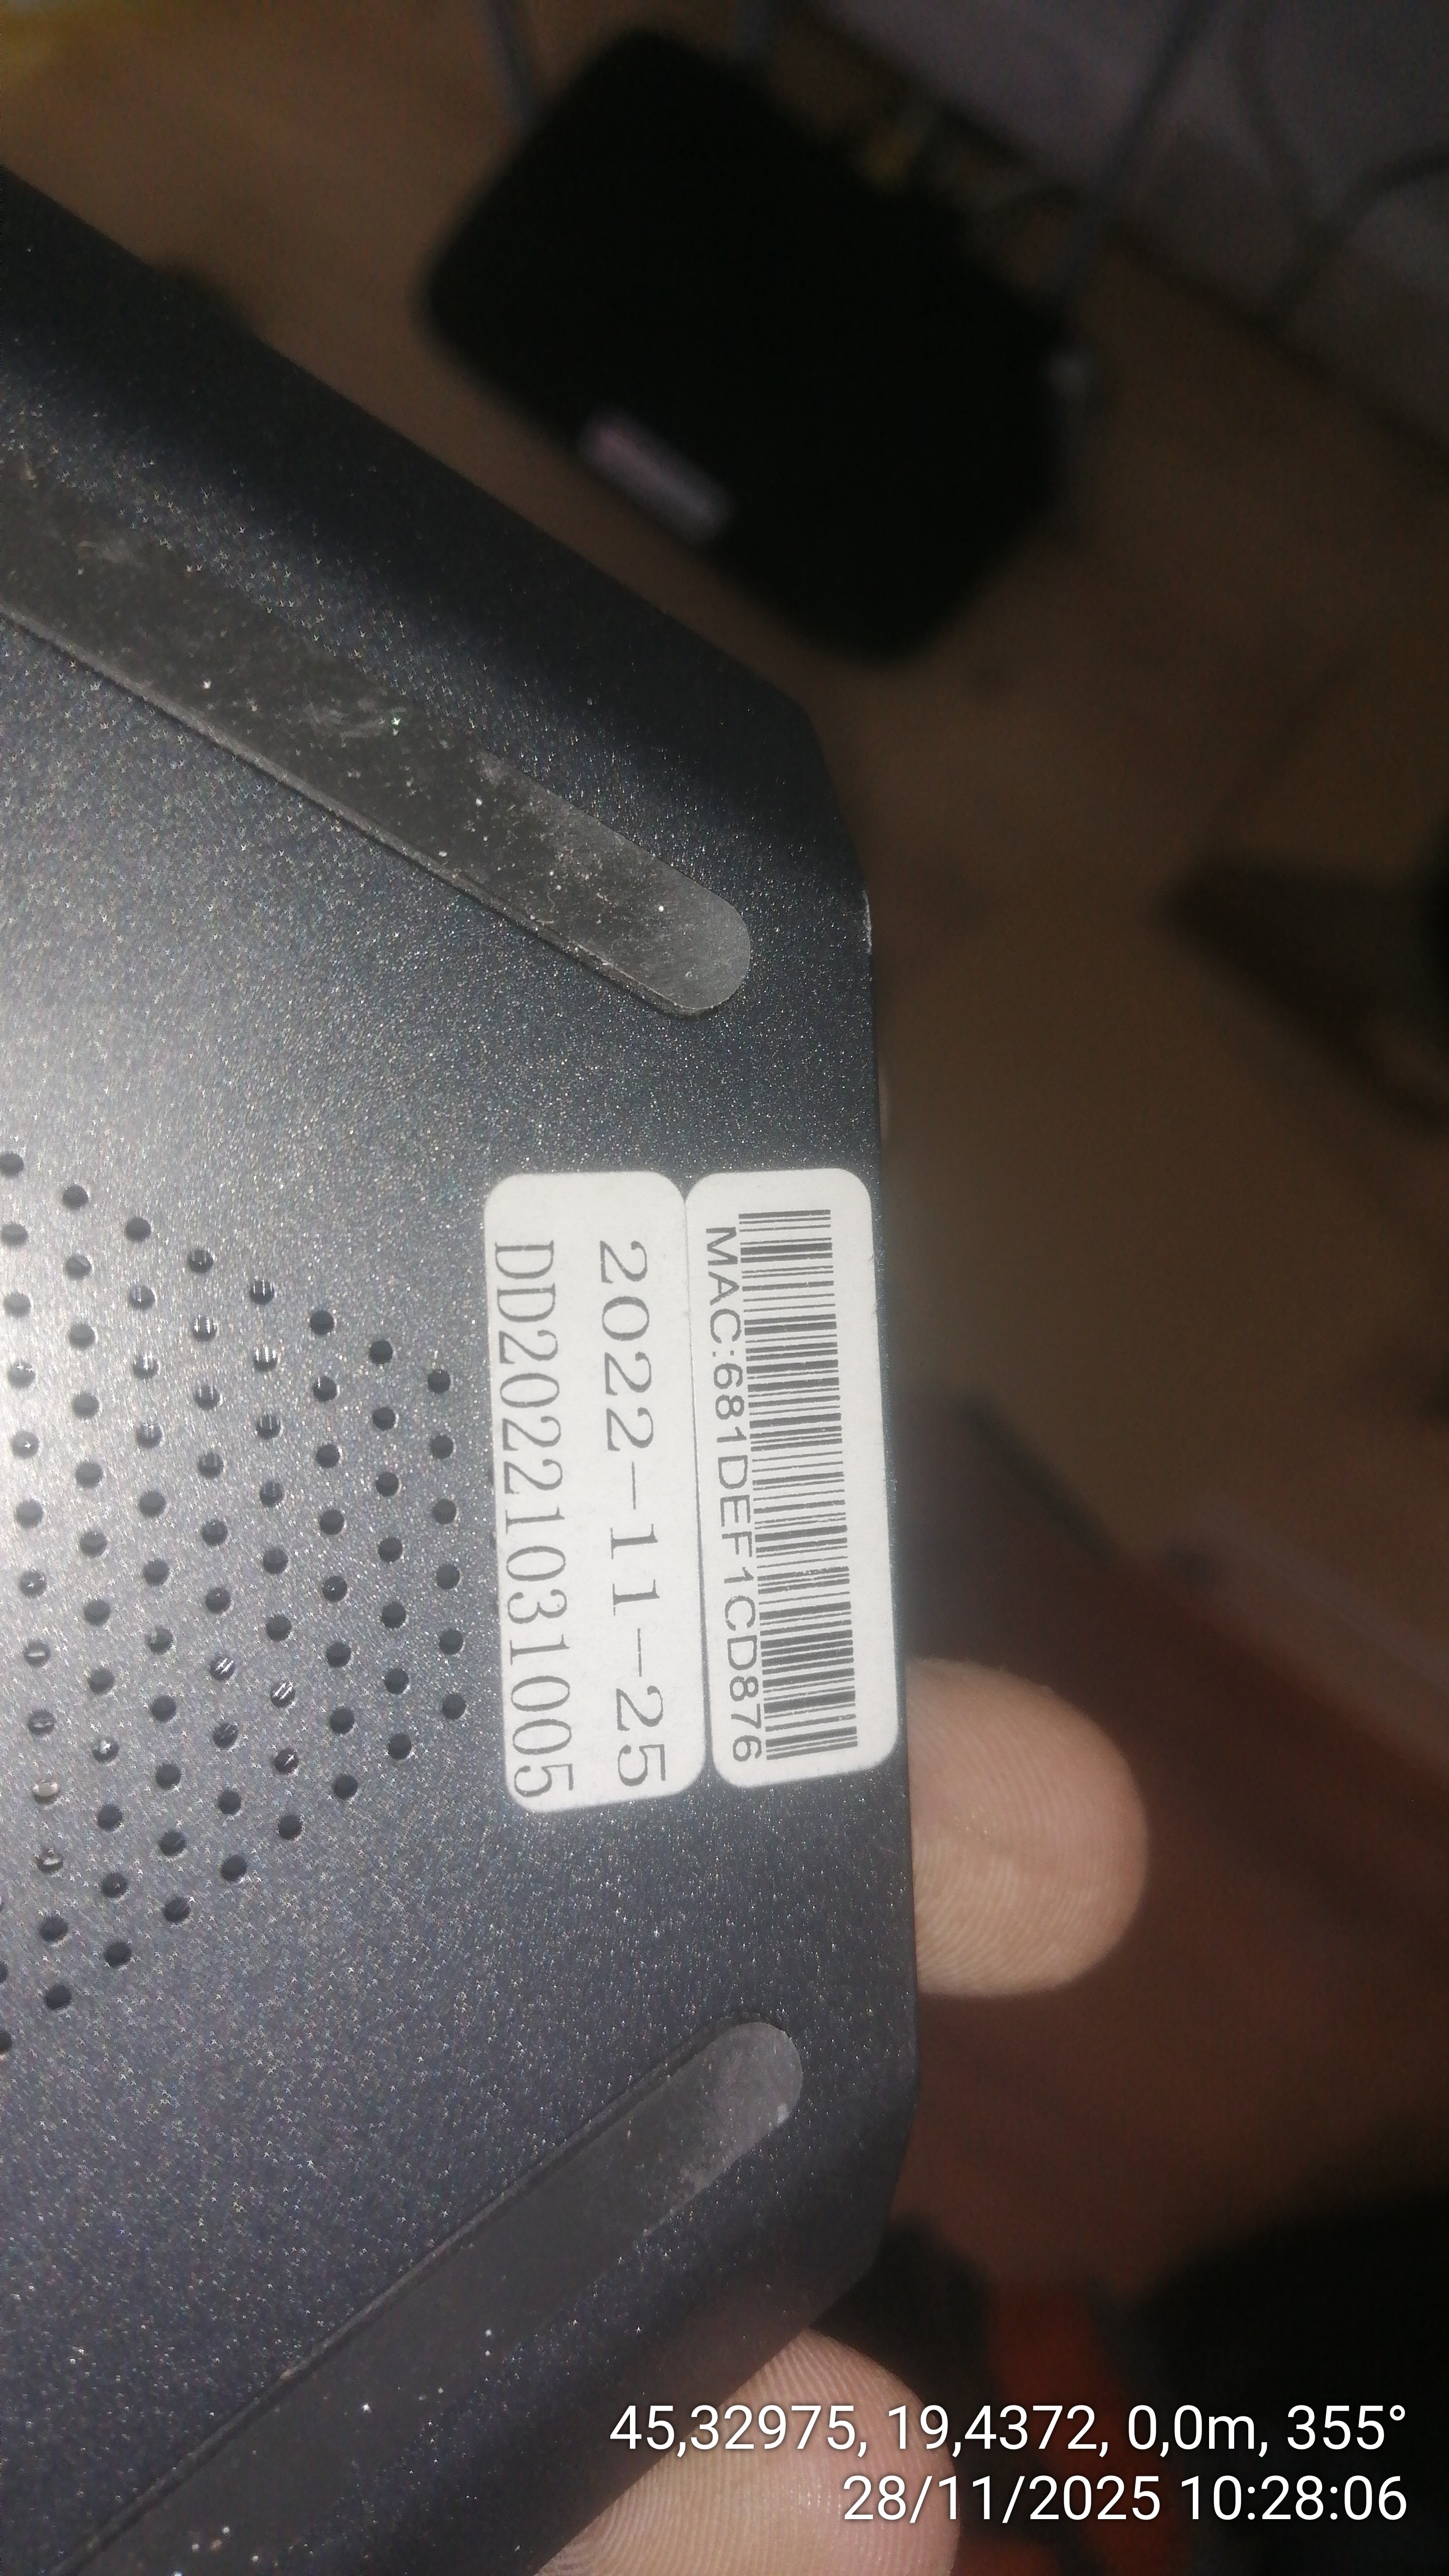 MAC:681DEF1CD876
2022-11-25
DD20221031005
45,32975, 19,4372, 0,0m, 355°
28/11/2025 10:28:06